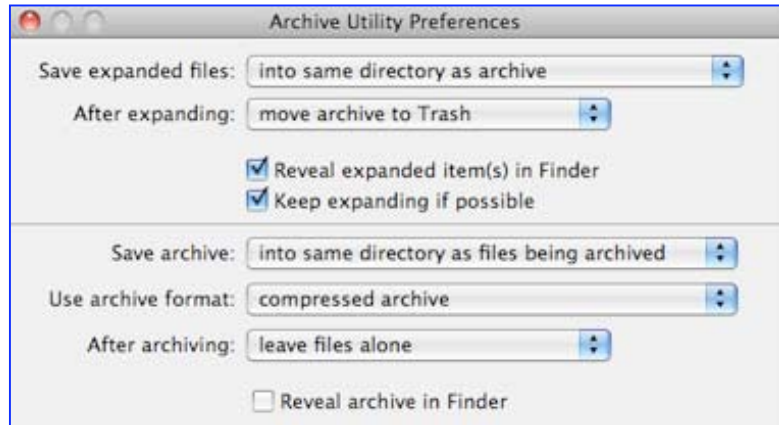 Archive Utility Preferences
Save expanded files: into same directory as archive
After expanding: move archive to Trash
Reveal expanded item(s) in Finder
Keep expanding if possible
Save archive: into same directory as files being archived
Use archive format: compressed archive
After archiving: leave files alone
Reveal archive in Finder